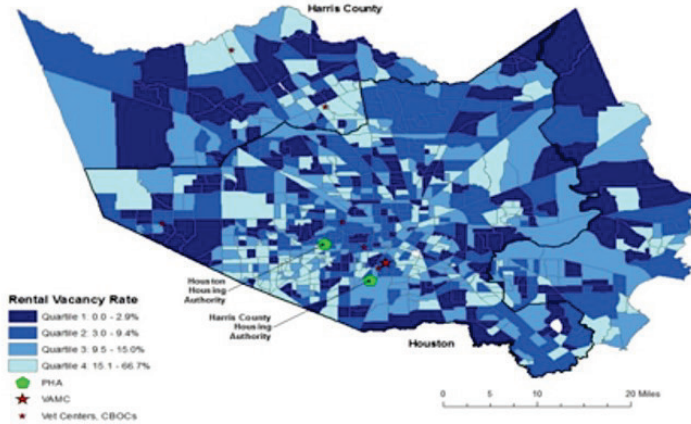 Harris County
Houston
Housing
Authority
Harris County
Housing
Authority
Houston
Rental Vacancy Rate
Quartile 1: 0.0 - 2.9%
Quartile 2: 3.0 - 9.4%
Quartile 3: 9.5 - 15.0%
Quartile 4: 15.1 - 66.7%
PHA
VAMC
Vet Centers, CBOCs
0 5 10 20 Miles